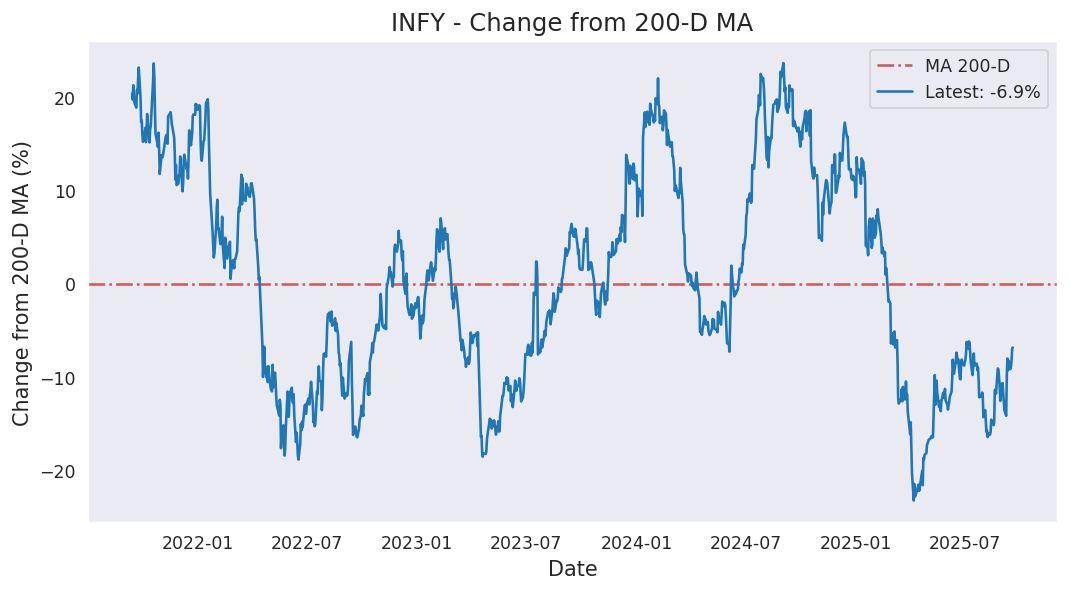 INFY - Change from 200-D MA
MA 200-D
Latest: -6.9%
Change from 200-D MA (%)
20
10
0
−10
−20
2022-01 2022-07 2023-01 2023-07 2024-01 2024-07 2025-01 2025-07
Date